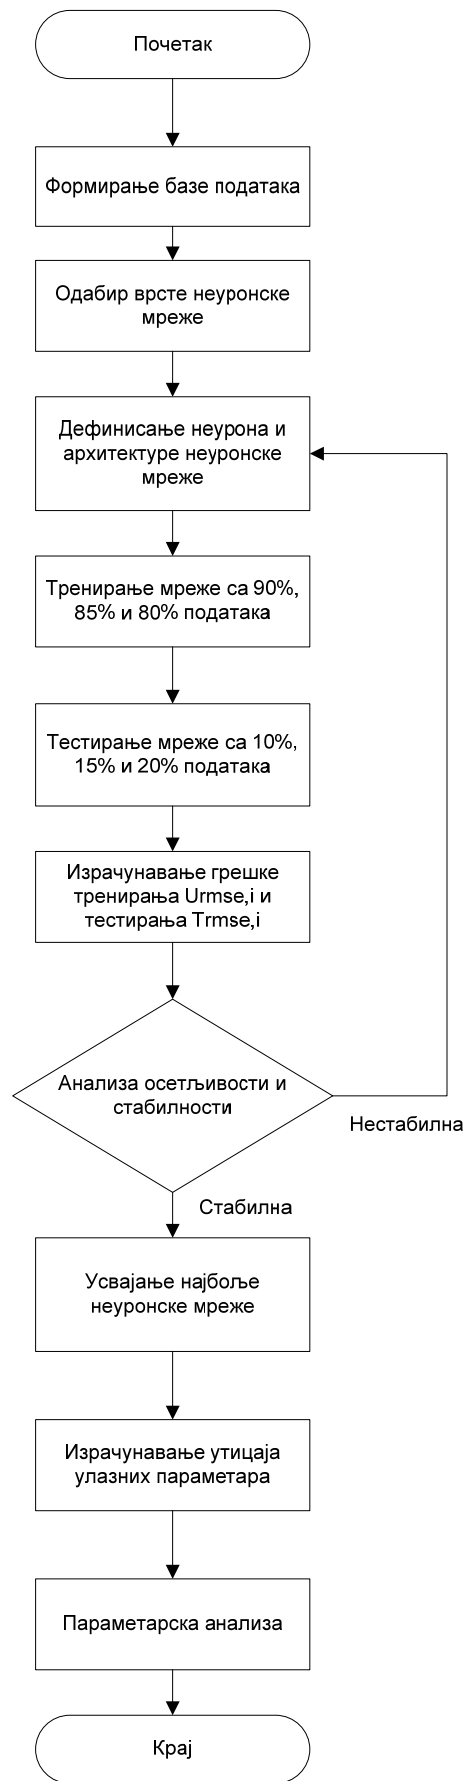 Почетак
Формирање базе података
Одабир врсте неуронске
мреже
Дефинисање неурона и
архитектуре неуронске
мреже
Тренирање мреже са 90%,
85% и 80% података
Тестирање мреже са 10%,
15% и 20% података
Израчунавање грешке
тренирања Urmse,i и
тестирања Trmse,i
Анализа осетљивости и
стабилности
Нестабилна
Стабилна
Усвајање најбоље
неуронске мреже
Израчунавање утицаја
улазних параметара
Параметарска анализа
Крај